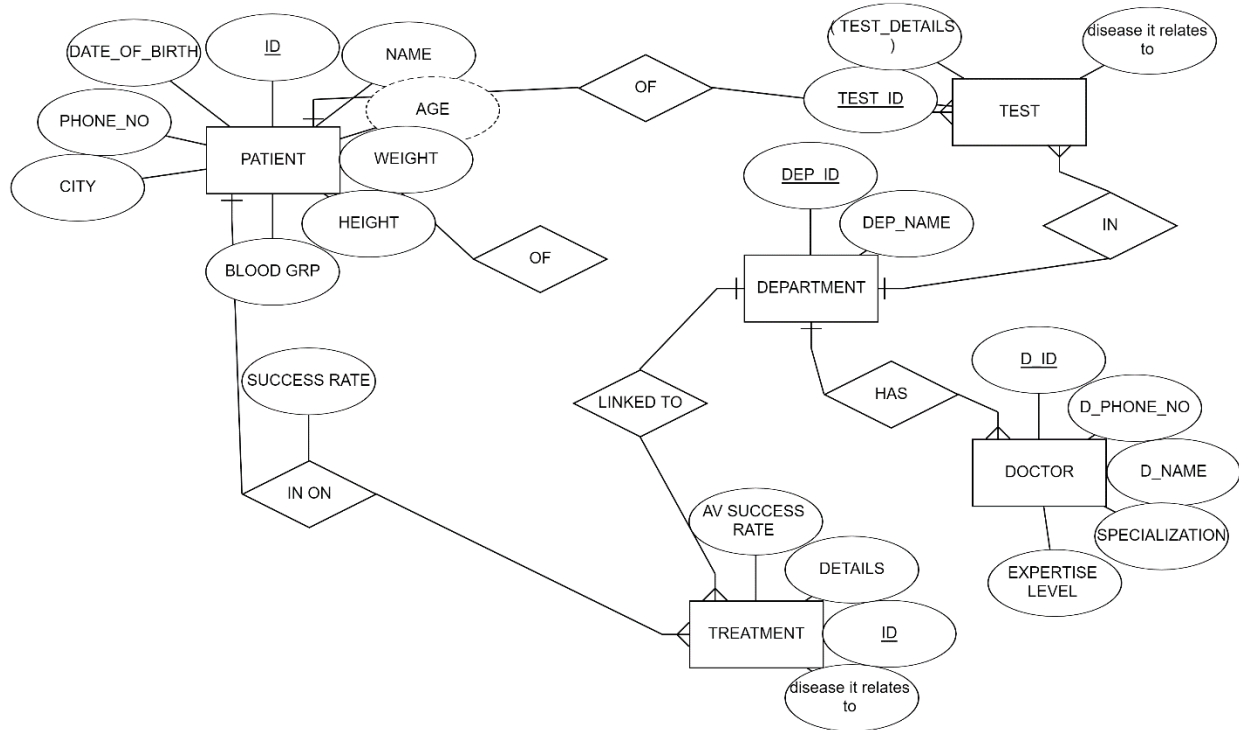 DATE_OF_BIRTH
ID
NAME
( TEST_DETAILS
)
disease it relates
to
AGE
OF
TEST_ID
TEST
PHONE_NO
PATIENT
WEIGHT
CITY
DEP_ID
HEIGHT
DEP_NAME
IN
BLOOD GRP
OF
DEPARTMENT
SUCCESS RATE
D_ID
LINKED TO
HAS
D_PHONE_NO
DOCTOR
D_NAME
IN ON
AV SUCCESS
RATE
SPECIALIZATION
DETAILS
EXPERTISE
LEVEL
TREATMENT
ID
disease it relates
to